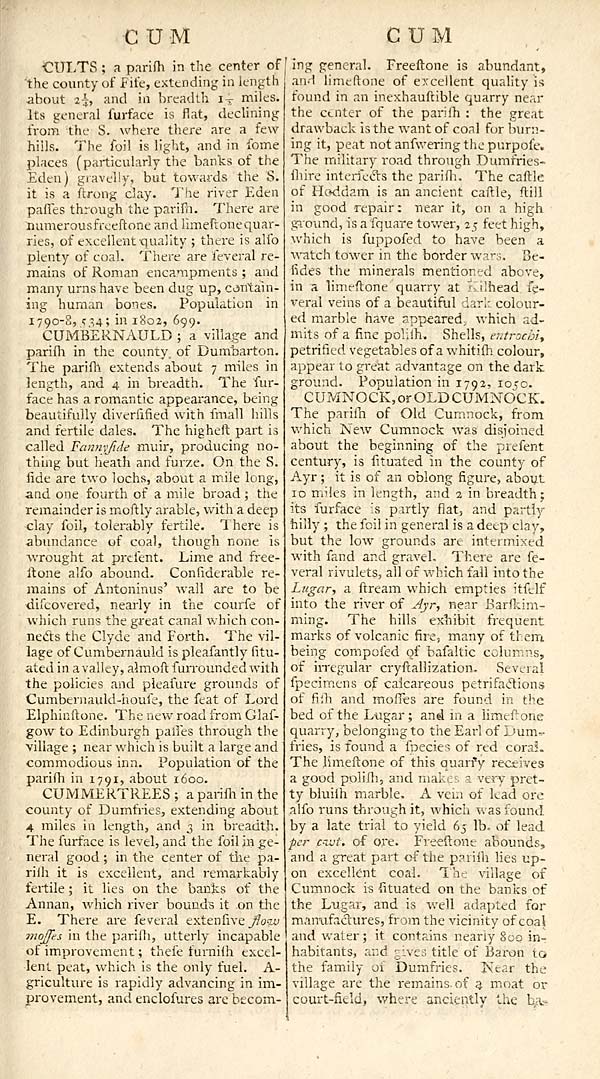 CUM
CULTS ; a pariſh in the center of
the county of Fife, extending in length
about 2¼, and in breadth 1½ miles.
Its general ſurface is flat, declining
from the S. where there are a few
hills. The ſoil is light, and in ſome
places (particularly the banks of the
Eden) gravelly, but towards the S.
it is a ſtrong clay. The river Eden
paſſes through the pariſh. There are
numerous freeſtone and limeſtone quar-
ries, of excellent quality ; there is alſo
plenty of coal. There are ſeveral re-
mains of Roman encampments ; and
many urns have been dug up, contain-
ing human bones. Population in
1790-8, 534; in 1802, 699.
CUMBERNAULD ; a village and
pariſh in the county of Dumbarton.
The pariſh extends about 7 miles in
length, and 4 in breadth. The ſur-
face has a romantic appearance, being
beautifully diverſified with ſmall hills
and fertile dales. The higheſt part is
called Fannyſide muir, producing no-
thing but heath and furze. On the S.
ſide are two lochs, about a mile long,
and one fourth of a mile broad ; the
remainder is moſtly arable, with a deep
clay ſoil, tolerably fertile. There is
abundance of coal, though none is
wrought at preſent. Lime and free-
ſtone alſo abound. Conſiderable re-
mains of Antoninus' wall are to be
diſcovered, nearly in the courſe of
which runs the great canal which con-
nects the Clyde and Forth. The vil-
lage of Cumbernauld is pleaſantly ſitu-
ated in a valley, almoſt ſurrounded with
the policies and pleaſure grounds of
Cumbernauld-houſe, the ſeat of Lord
Elphinſtone. The new road from Glaſ-
gow to Edinburgh paſſes through the
village ; near which is built a large and
commodious inn. Population of the
pariſh in 1791, about 1600.
CUMMERTREES ; a pariſh in the
county of Dumfries, extending about
4 miles in length, and 3 in breadth.
The ſurface is level, and the ſoil in ge-
neral good ; in the center of the pa-
riſh it is excellent, and remarkably
fertile ; it lies on the banks of the
Annan, which river bounds it on the
E. There are ſeveral extenſive flow
moſſes in the pariſh, utterly incapable
of improvement ; theſe furniſh excel-
lent peat, which is the only fuel. A-
griculture is rapidly advancing in im-
provement, and encloſures are becom-
CUM
ing general. Freeſtone is abundant,
and limeſtone of excellent quality is
found in an inexhauſtible quarry near
the center of the pariſh : the great
drawback is the want of coal for burn-
ing it, peat not anſwering the purpoſe.
The military road through Dumfries-
ſhire interſects the pariſh. The caſtle
of Hoddam is an ancient caſtle, ſtill
in good repair: near it, on a high
ground, is a ſquare tower, 25 feet high,
which is ſuppoſed to have been a
watch tower in the border wars. Be-
ſides the minerals mentioned above,
in a limeſtone quarry at Kilhead ſe-
veral veins of a beautiful dark colour-
ed marble have appeared, which ad-
mits of a fine poliſh. Shells, entrochi,
petrified vegetables of a whitiſh colour,
appear to great advantage on the dark
ground. Population in 1792, 1050.
CUMNOCK, or OLD CUMNOCK.
The pariſh of Old Cumnock, from
which New Cumnock was disjoined
about the beginning of the preſent
century, is ſituated in the county of
Ayr ; it is of an oblong figure, about
10 miles in length, and 2 in breadth ;
its ſurface is partly flat, and partly
hilly ; the ſoil in general is a deep clay,
but the low grounds are intermixed
with ſand and gravel. There are ſe-
veral rivulets, all of which fall into the
Lugar, a ſtream which empties itſelf
into the river of Ayr, near Barſkim-
ming. The hills exhibit frequent
marks of volcanic fire, many of them
being compoſed of baſaltic columns,
of irregular cryſtallization. Several
ſpecimens of calcareous petrifactions
of fiſh and moſſes are found in the
bed of the Lugar ; and in a limeſtone
quarry, belonging to the Earl of Dum-
fries, is found a ſpecies of red coral.
The limeſtone of this quarry receives
a good poliſh, and makes a very pret-
ty bluiſh marble. A vein of lead ore
alſo runs through it, which was found
by a late trial to yield 65 lb. of lead
per cwt. of ore. Freeſtone abounds,
and a great part of the pariſh lies up-
on excellent coal. The village of
Cumnock is ſituated on the banks of
the Lugar, and is well adapted for
manufactures, from the vicinity of coal
and water ; it contains nearly 800 in-
habitants, and gives title of Baron to
the family of Dumfries. Near the
village are the remains of a moat or
court-field, where anciently the ba-